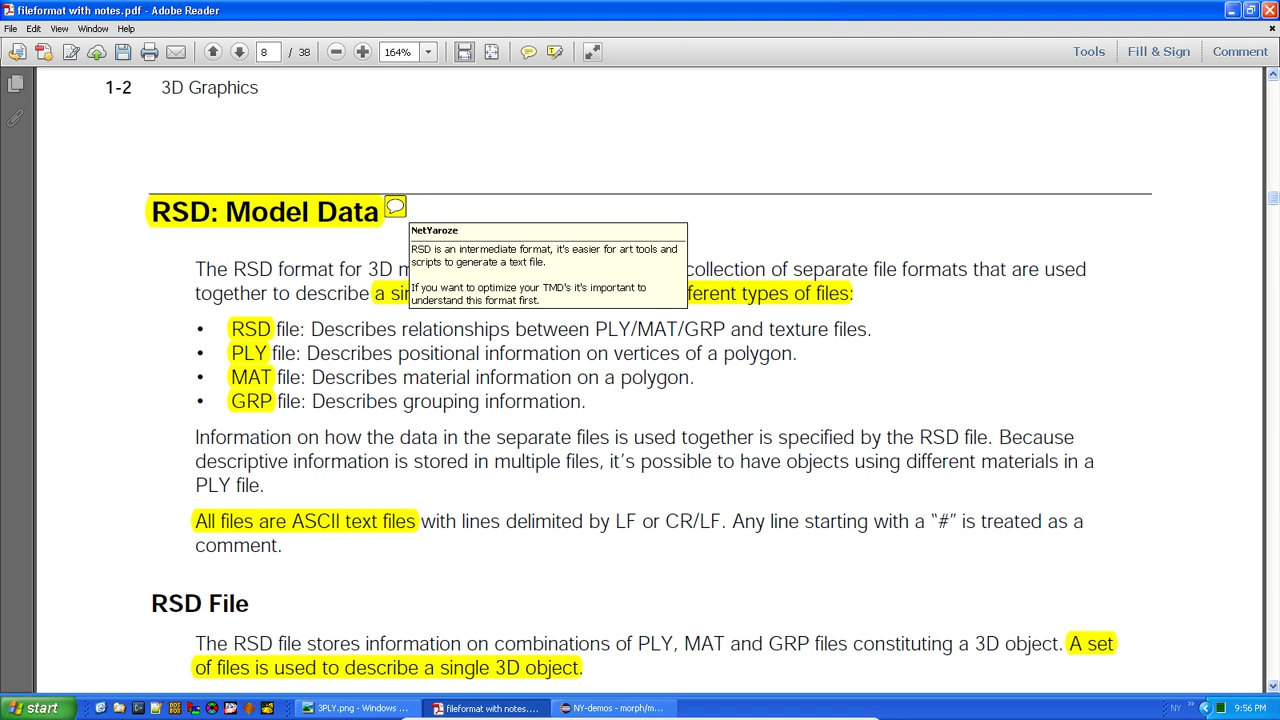 fileformat with notes.pdf - Adobe Reader
File Edit View Window Help
8 / 38 164% Tools Fill & Sign Comment
1-2 3D Graphics
RSD: Model Data
NetYaroze
RSD is an intermediate format, it's easier for art tools and
scripts to generate a text file.
If you want to optimize your TMD's it's important to
understand this format first.
The RSD format for 3D collection of separate file formats that are used
together to describe a types of files:
• RSD file: Describes relationships between PLY/MAT/GRP and texture files.
• PLY file: Describes positional information on vertices of a polygon.
• MAT file: Describes material information on a polygon.
• GRP file: Describes grouping information.
Information on how the data in the separate files is used together is specified by the RSD file. Because
descriptive information is stored in multiple files, it’s possible to have objects using different materials in a
PLY file.
All files are ASCII text files with lines delimited by LF or CR/LF. Any line starting with a “#” is treated as a
comment.
RSD File
The RSD file stores information on combinations of PLY, MAT and GRP files constituting a 3D object. A set
of files is used to describe a single 3D object.
start 3PLY.png - Windows ... fileformat with notes.... NY-demos - morph/m... NY 9:56 PM